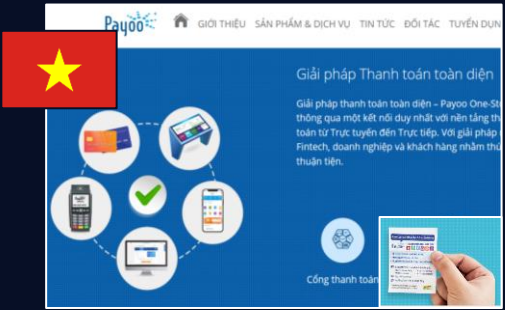 Payoo
GIỚI THIỆU SẢN PHẨM & DỊCH VỤ TIN TỨC ĐỐI TÁC TUYỂN DỤN
Giải pháp Thanh toán toàn diện
Giải pháp thanh toán toàn diện – Payoo One-St
thông qua một kết nối duy nhất với nền tảng th
toán từ Trực tuyến đến Trực tiếp. Với giải pháp
Fintech, doanh nghiệp và khách hàng nhằm thú
thuận tiện.
Cổng thanh toán